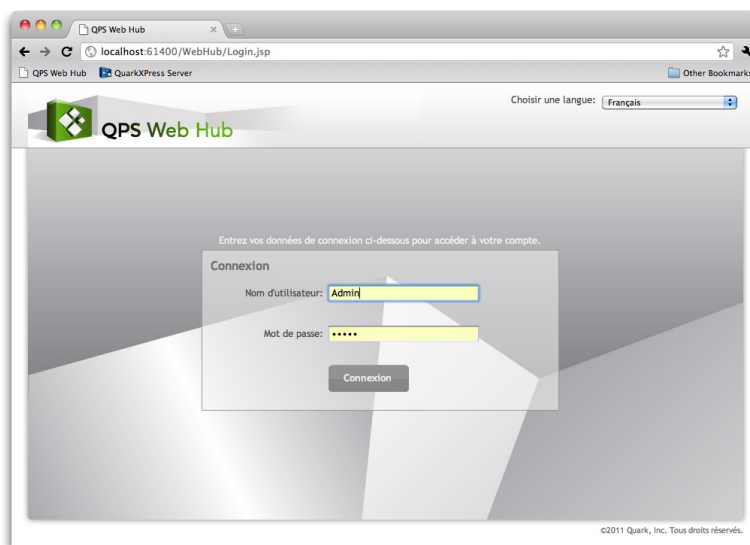 QPS Web Hub
localhost:61400/WebHub/Login.jsp
QPS Web Hub QuarkXPress Server Other Bookmarks
Choisir une langue: Français
QPS Web Hub
Entrez vos données de connexion ci-dessous pour accéder à votre compte.
Connexion
Nom d'utilisateur: Admin
Mot de passe: •••••
Connexion
©2011 Quark, Inc. Tous droits réservés.